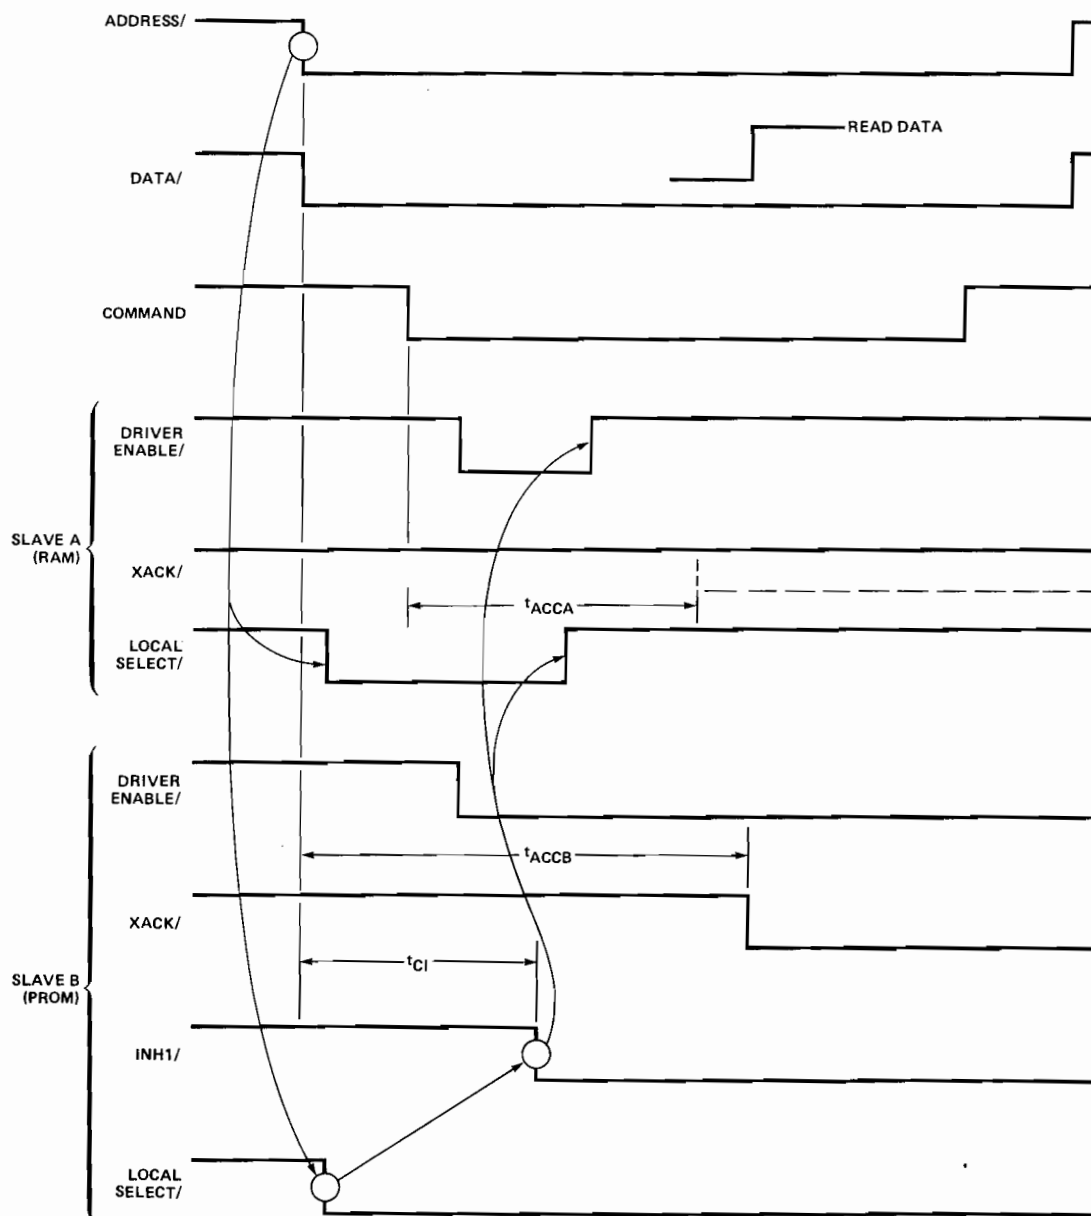 ADDRESS/
READ DATA
DATA/
COMMAND
DRIVER
ENABLE/
SLAVE A
(RAM)
XACK/
tACCA
LOCAL
SELECT/
DRIVER
ENABLE/
tACCB
XACK/
tCI
SLAVE B
(PROM)
INH1/
LOCAL
SELECT/